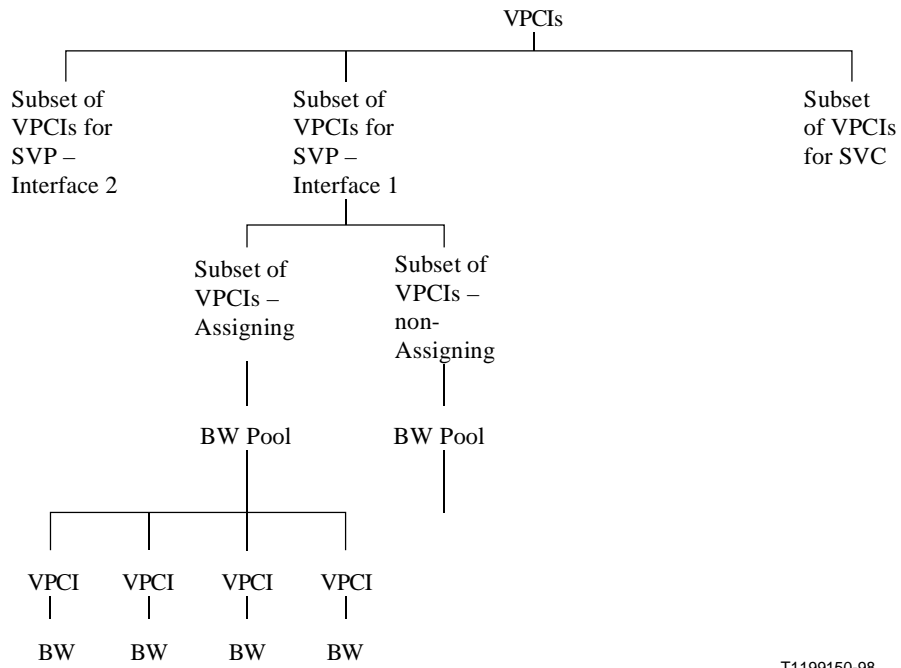 VPCIs
Subset of
VPCIs for
SVP –
Interface 2
Subset of
VPCIs for
SVP –
Interface 1
Subset
of VPCIs
for SVC
Subset of
VPCIs –
Assigning
Subset of
VPCIs –
non-
Assigning
BW Pool
BW Pool
VPCI
VPCI
VPCI
VPCI
BW
BW
BW
BW
T1199150-98